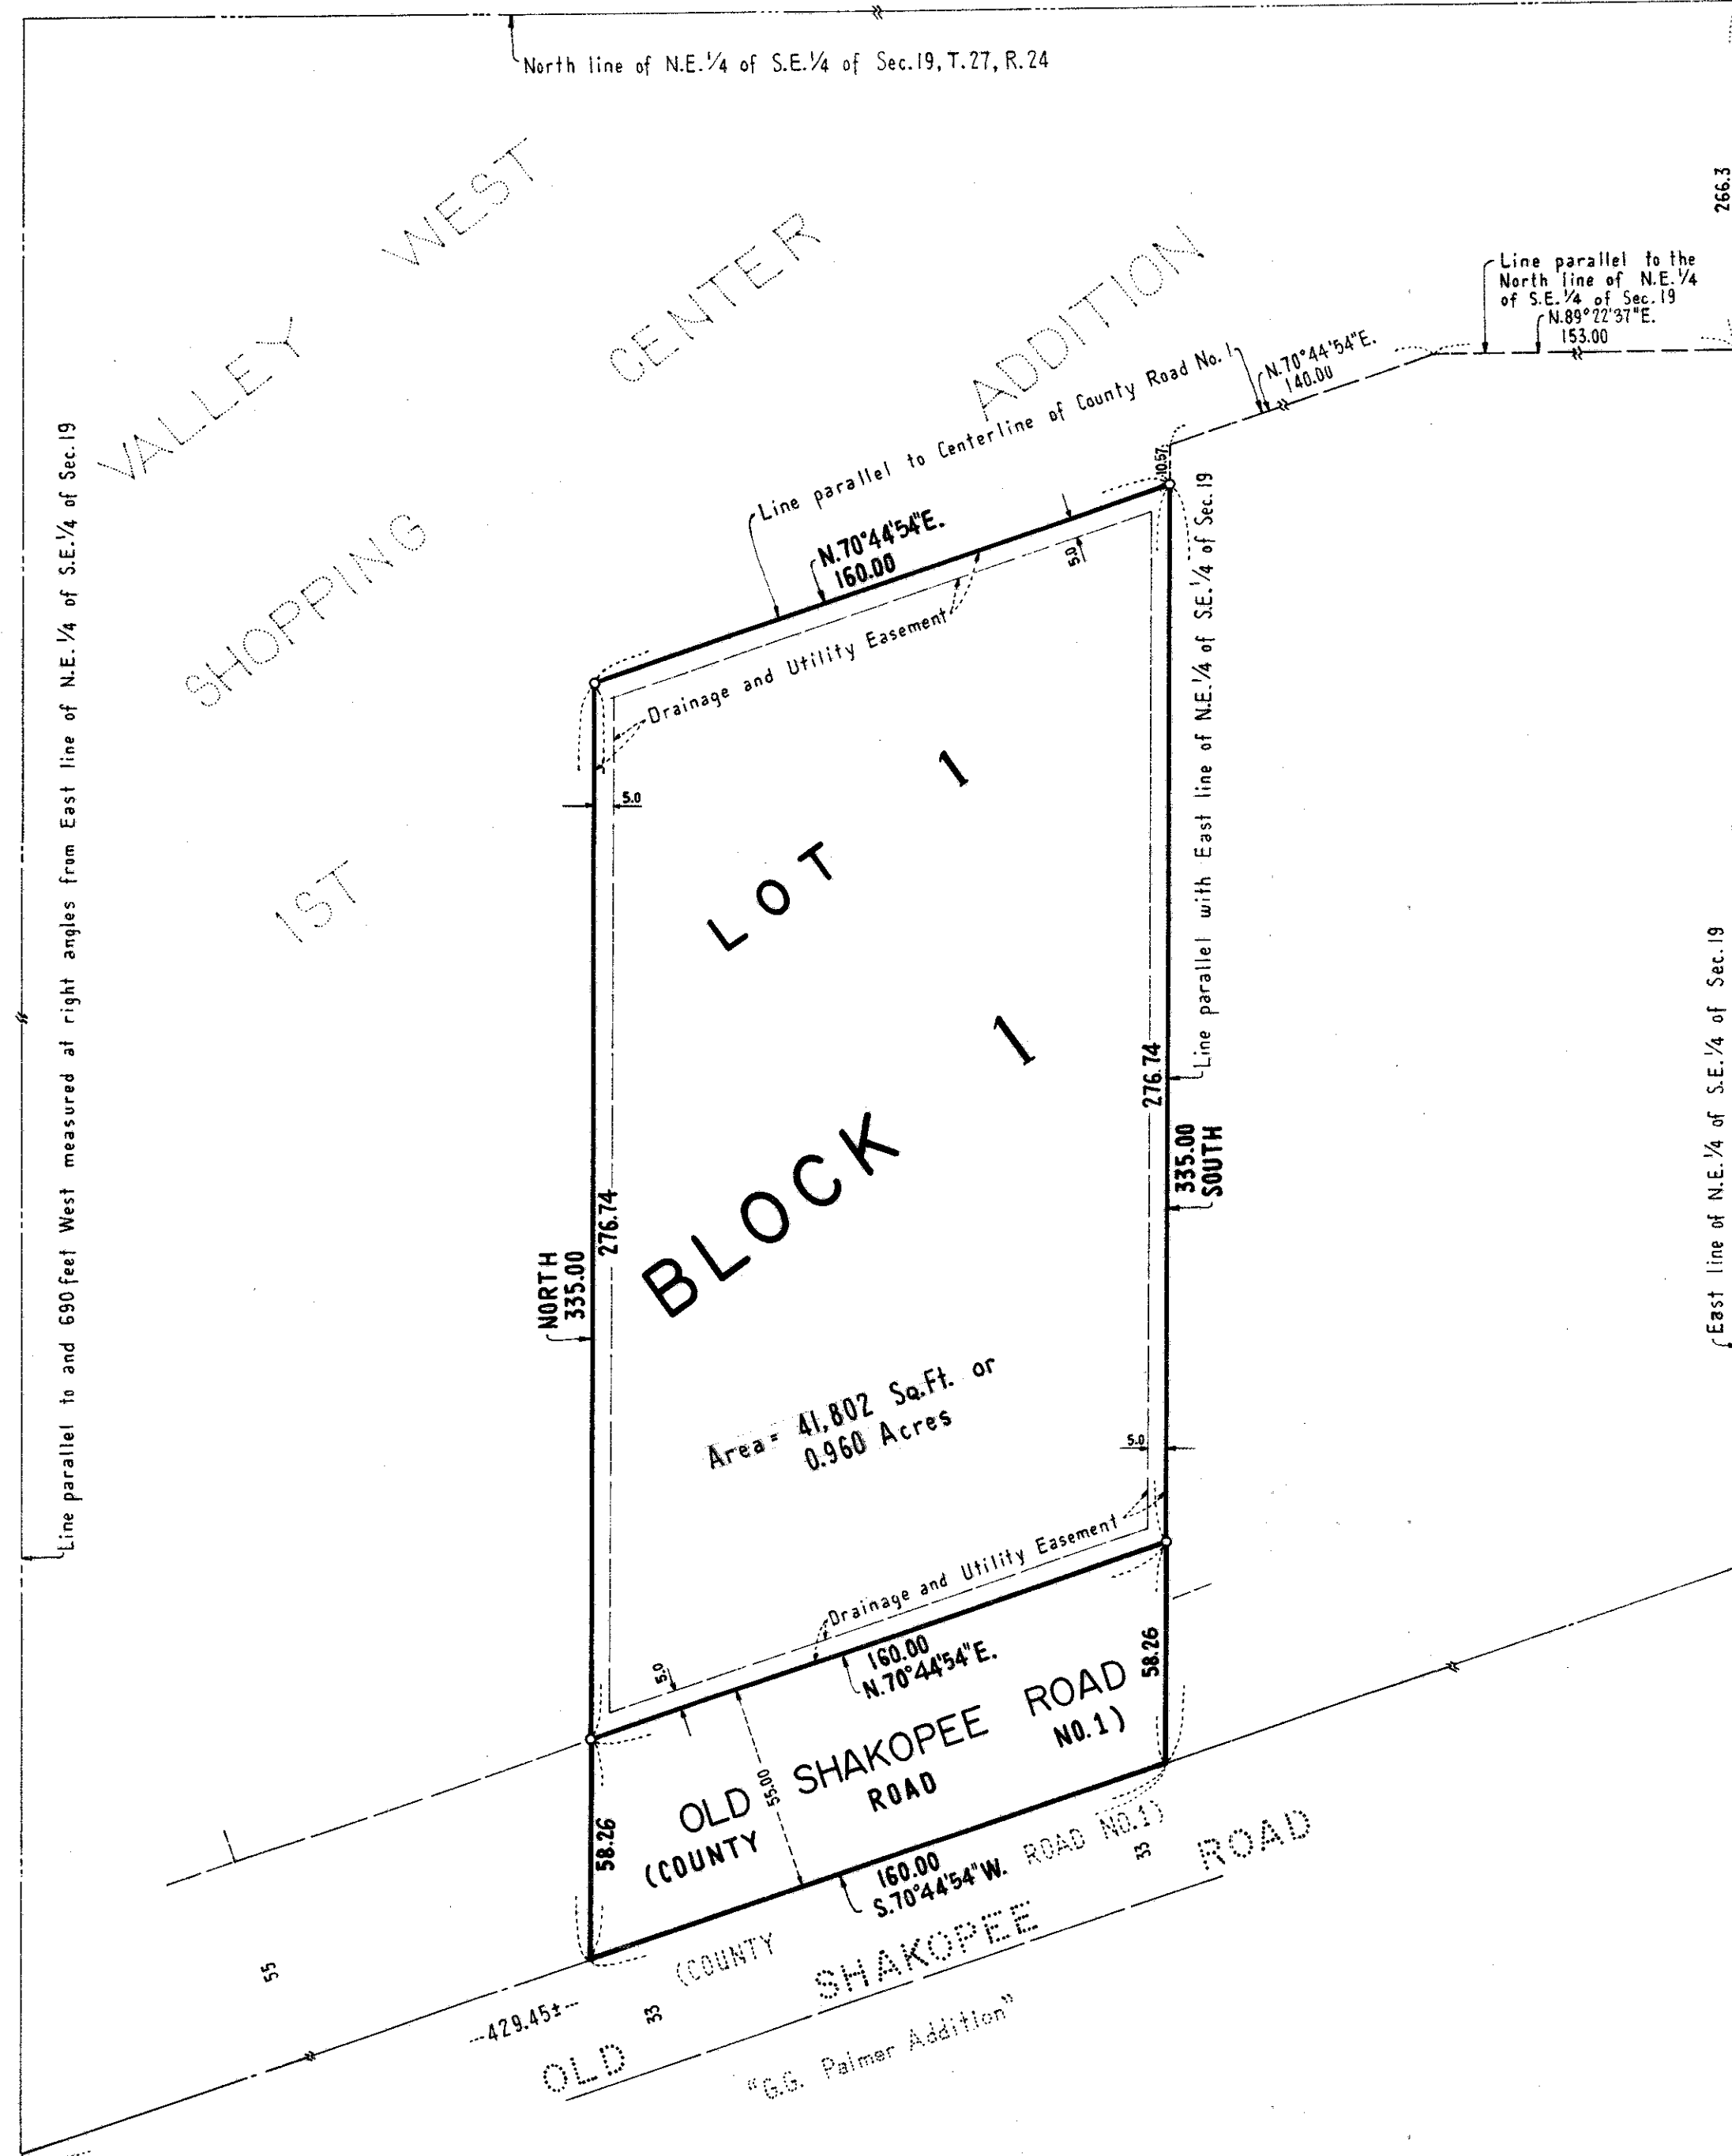 North line of N.E.1/4 of S.E.1/4 of Sec.19, T.27, R.24
VALLEY WEST
SHOPPING CENTER
1ST ADDITION
266.3
Line parallel to the
North line of N.E.1/4
of S.E.1/4 of Sec.19
N.89°22'37"E.
153.00
N.70°44'54"E.
140.00
Line parallel to Centerline of County Road No. 1
10.57
N.70°44'54"E.
160.00
5.0
Drainage and Utility Easement
5.0
Line parallel to and 690 feet West measured at right angles from East line of N.E.1/4 of S.E.1/4 of Sec.19
Line parallel with East line of N.E.1/4 of S.E.1/4 of Sec.19
East line of N.E.1/4 of S.E.1/4 of Sec.19
LOT 1
BLOCK 1
276.74
335.00
SOUTH
NORTH
335.00
276.74
Area = 41,802 Sq.Ft. or
0.960 Acres
5.0
Drainage and Utility Easement
5.0
160.00
N.70°44'54"E.
58.26
OLD SHAKOPEE ROAD
(COUNTY ROAD NO.1)
55.00
58.26
160.00
S.70°44'54"W.
(COUNTY ROAD NO.1)
33
55
429.45±
33
OLD SHAKOPEE ROAD
"G.G. Palmer Addition"